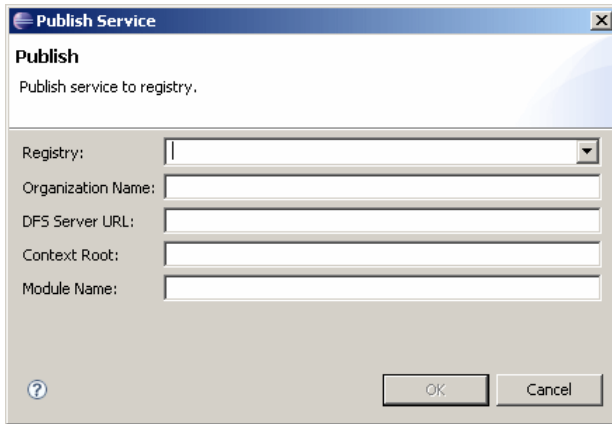 Publish Service
Publish
Publish service to registry.
Registry:
Organization Name:
DFS Server URL:
Context Root:
Module Name:
?
OK
Cancel